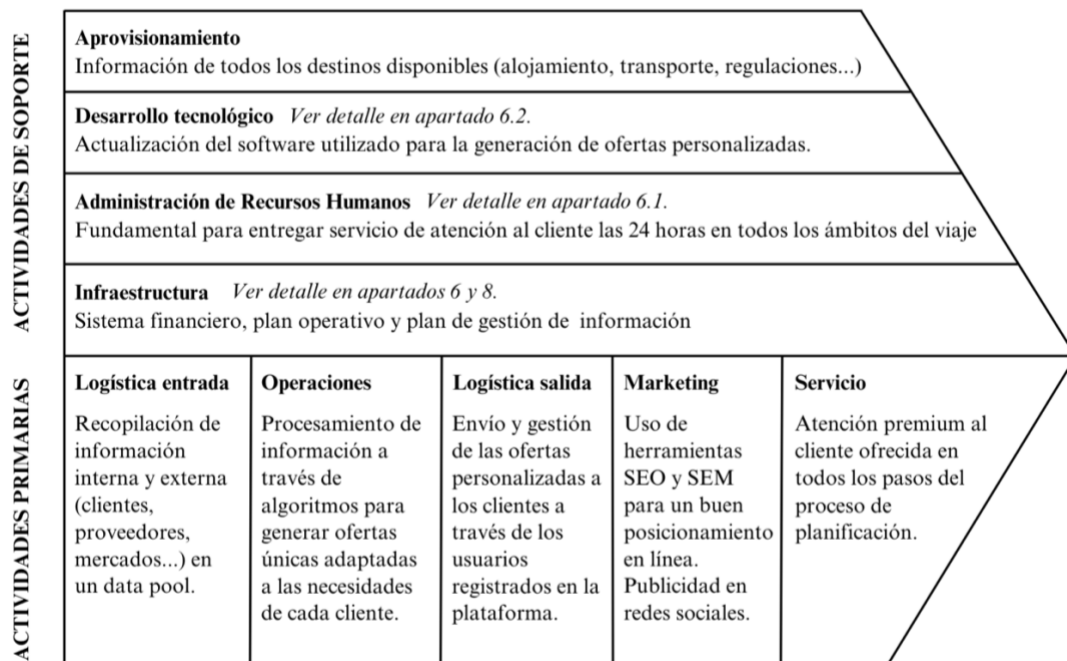 ACTIVIDADES DE SOPORTE
Aprovisionamiento
Información de todos los destinos disponibles (alojamiento, transporte, regulaciones...)
Desarrollo tecnológico Ver detalle en apartado 6.2.
Actualización del software utilizado para la generación de ofertas personalizadas.
Administración de Recursos Humanos Ver detalle en apartado 6.1.
Fundamental para entregar servicio de atención al cliente las 24 horas en todos los ámbitos del viaje
Infraestructura Ver detalle en apartados 6 y 8.
Sistema financiero, plan operativo y plan de gestión de información
ACTIVIDADES PRIMARIAS
Logística entrada
Recopilación de
información
interna y externa
(clientes,
proveedores,
mercados...) en
un data pool.
Operaciones
Procesamiento de
información a
través de
algoritmos para
generar ofertas
únicas adaptadas
a las necesidades
de cada cliente.
Logística salida
Envío y gestión
de las ofertas
personalizadas a
los clientes a
través de los
usuarios
registrados en la
plataforma.
Marketing
Uso de
herramientas
SEO y SEM
para un buen
posicionamiento
en línea.
Publicidad en
redes sociales.
Servicio
Atención premium al
cliente ofrecida en
todos los pasos del
proceso de
planificación.